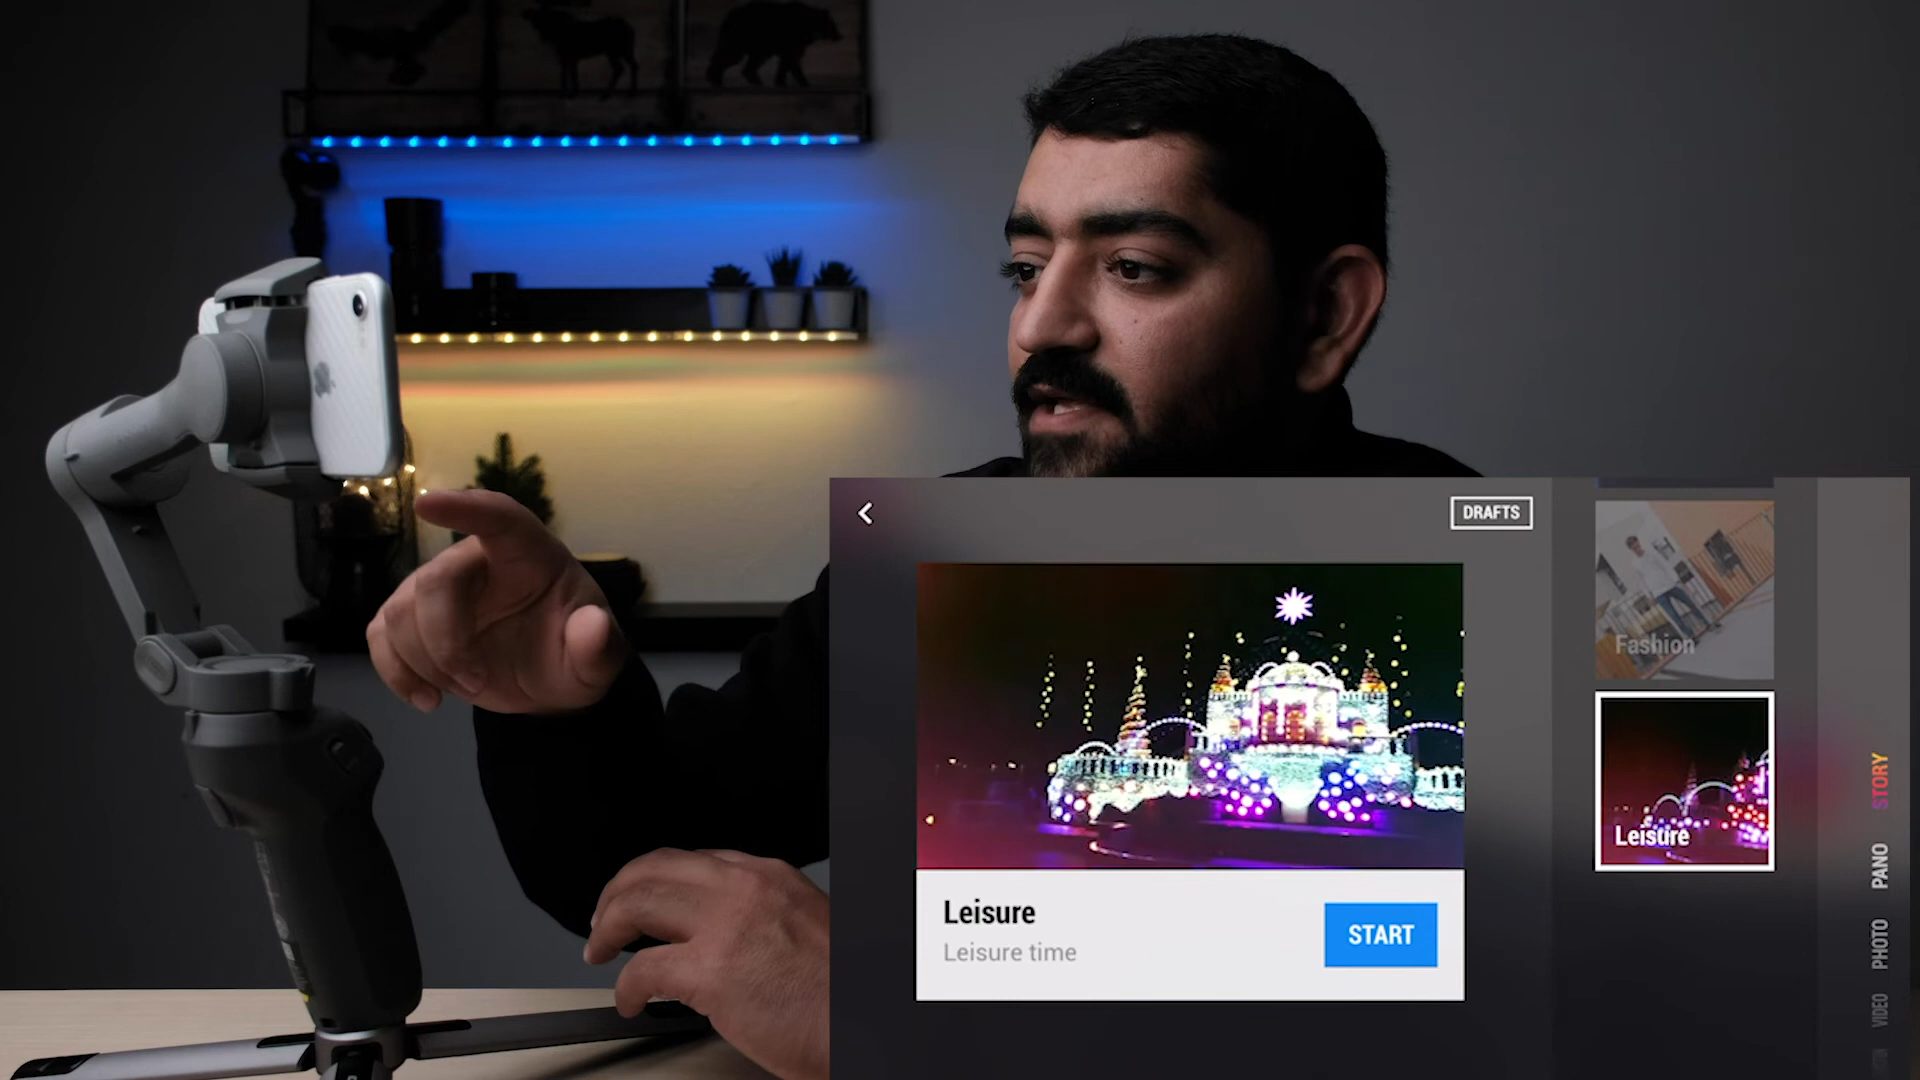 DRAFTS
Fashion
Leisure
Leisure
Leisure time
START
STORY
PANO
PHOTO
VIDEO